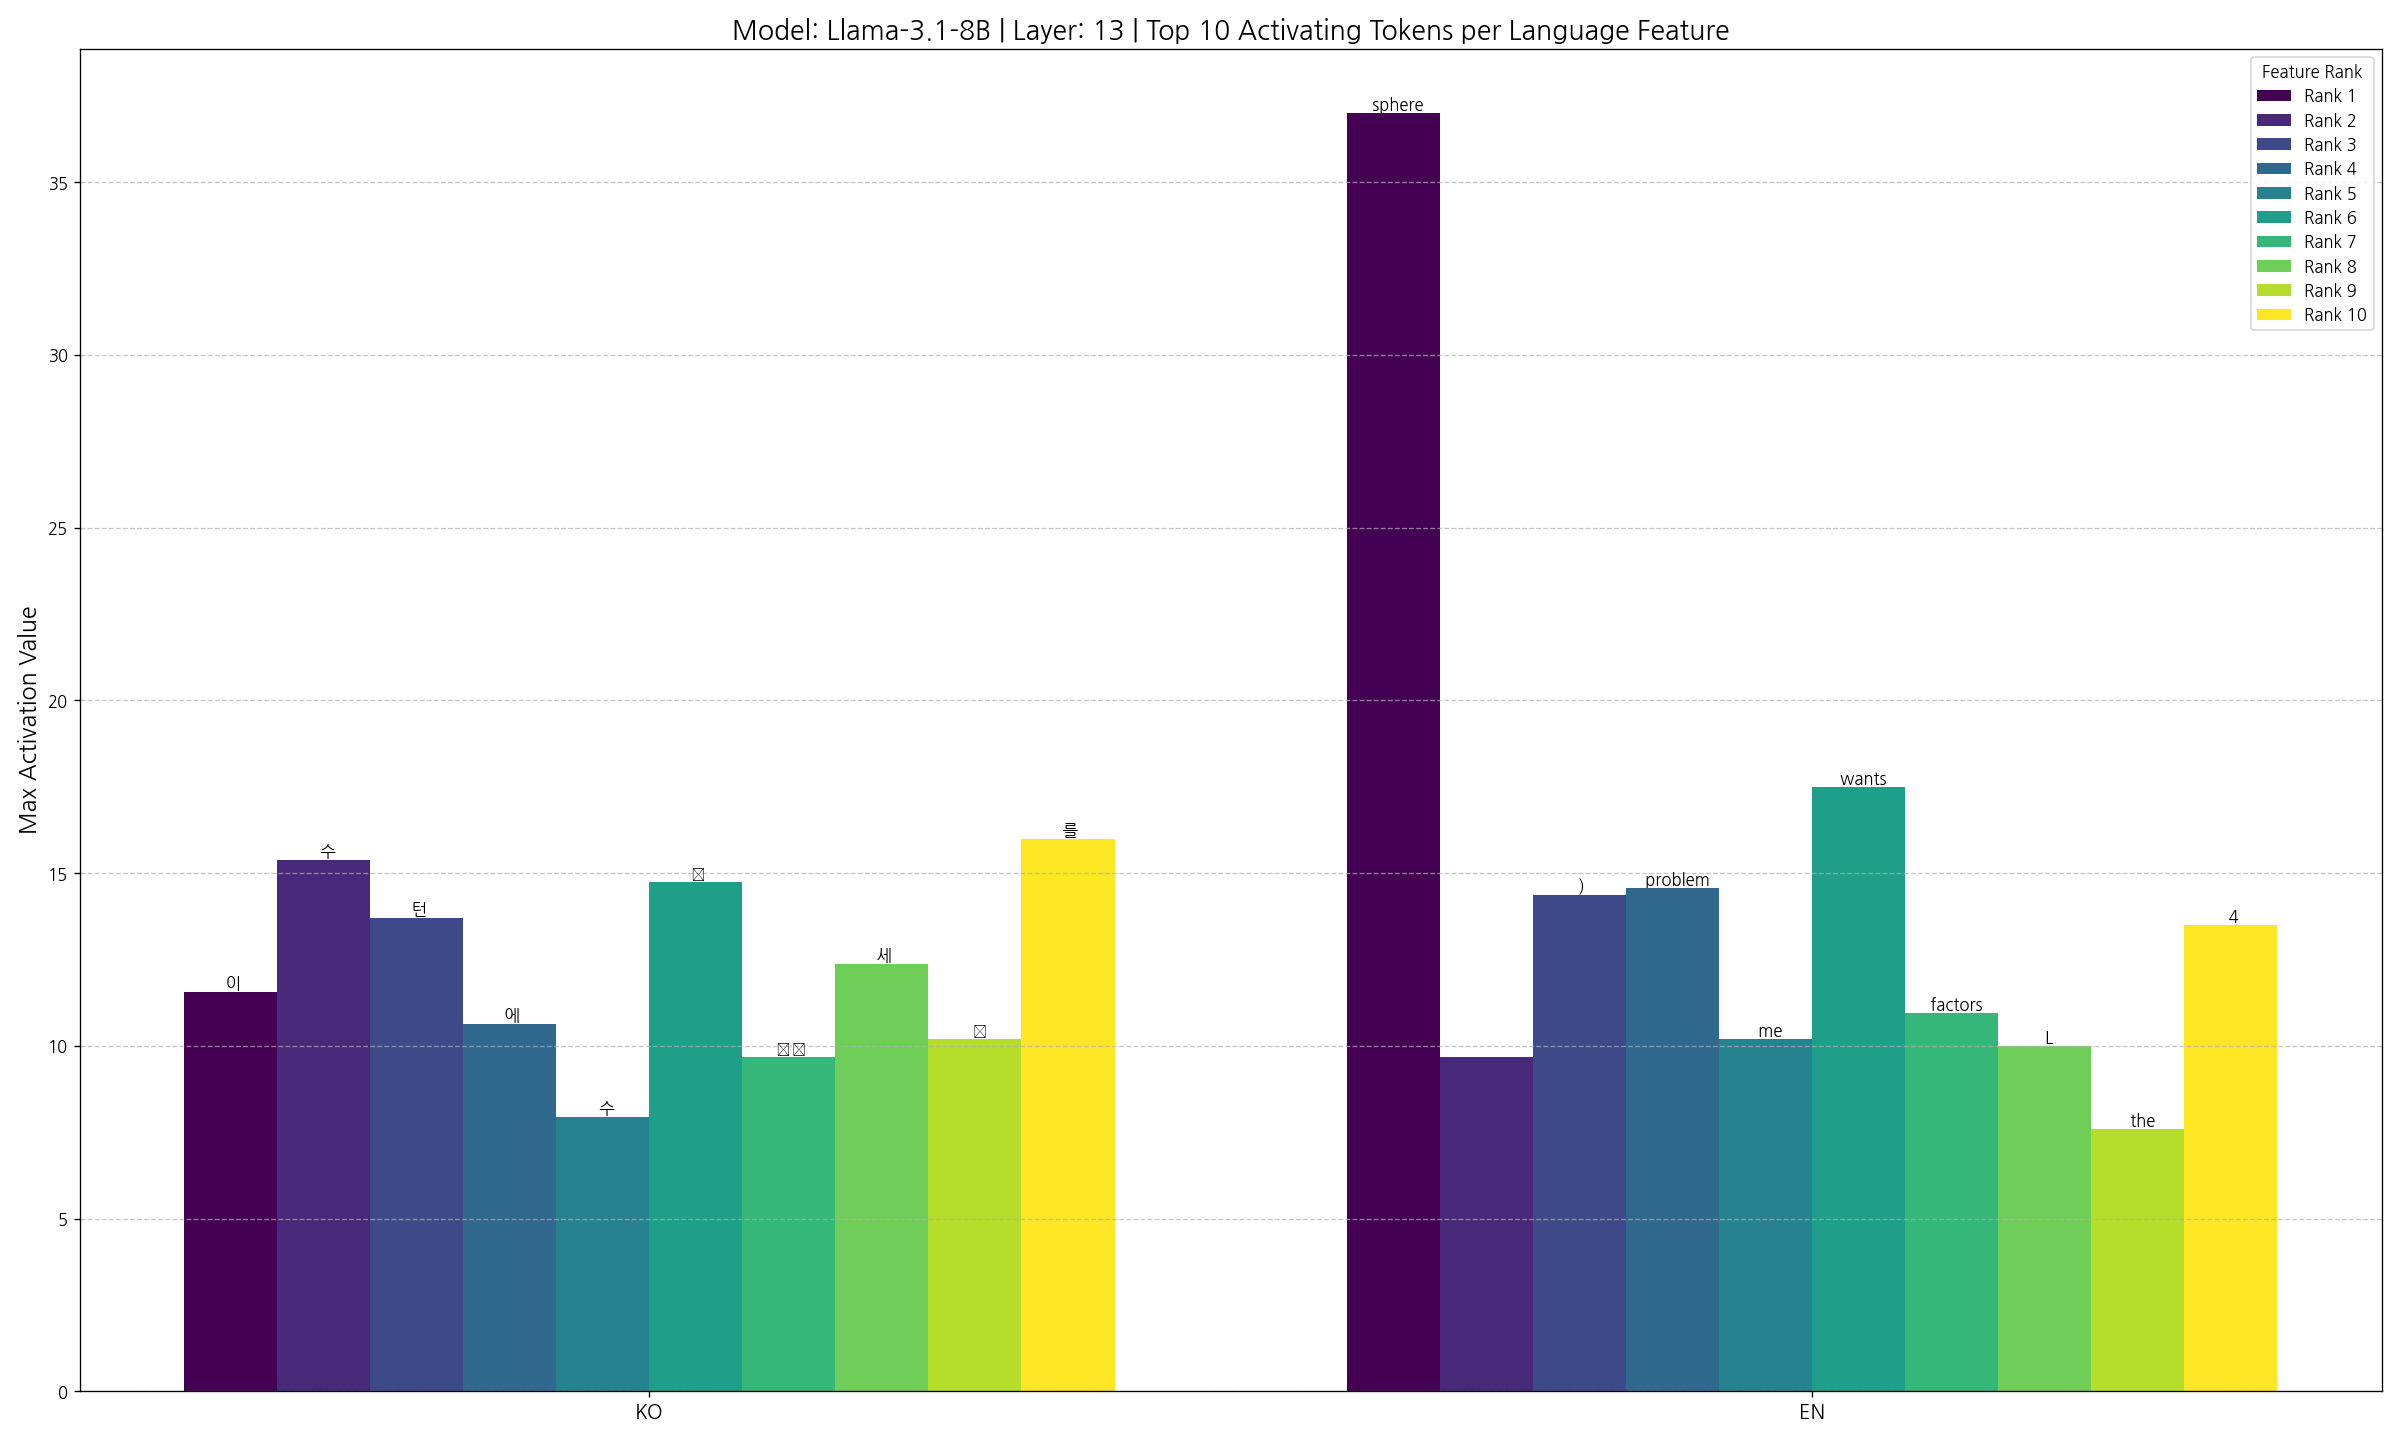 Model: Llama-3.1-8B | Layer: 13 | Top 10 Activating Tokens per Language Feature
Feature Rank
Rank 1
Rank 2
Rank 3
Rank 4
Rank 5
Rank 6
Rank 7
Rank 8
Rank 9
Rank 10
Max Activation Value
35
30
25
20
15
10
5
0
이
수
턴
에
수
세
를
sphere
)
problem
me
wants
factors
L
the
4
KO
EN